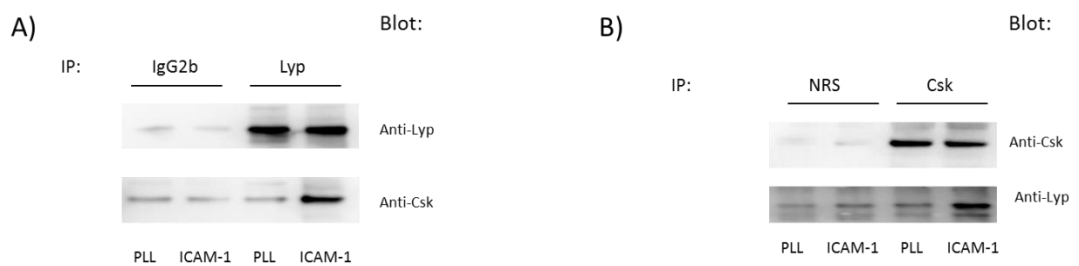 A)
Blot:
IP:
IgG2b
Lyp
Anti-Lyp
Anti-Csk
PLL ICAM-1 PLL ICAM-1
B)
Blot:
IP:
NRS
Csk
Anti-Csk
Anti-Lyp
PLL ICAM-1 PLL ICAM-1